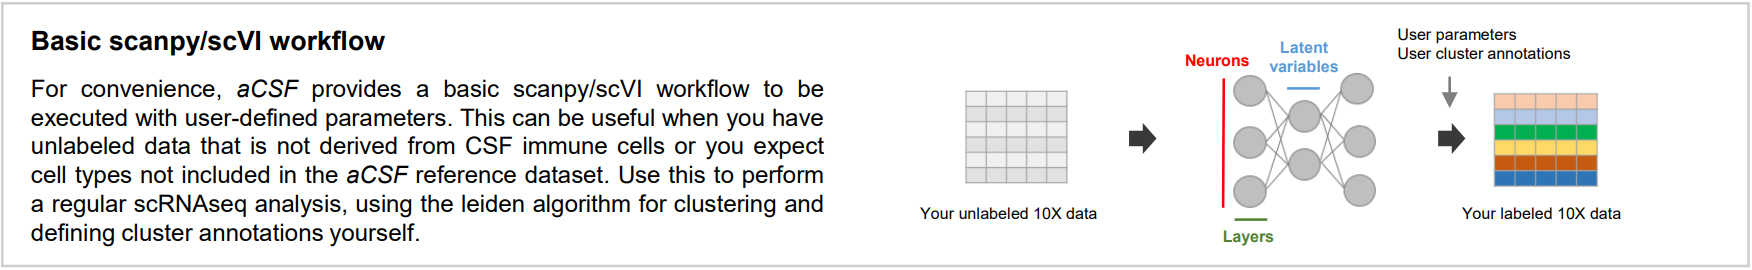 Basic scanpy/scVI workflow
For convenience, aCSF provides a basic scanpy/scVI workflow to be
executed with user-defined parameters. This can be useful when you have
unlabeled data that is not derived from CSF immune cells or you expect
cell types not included in the aCSF reference dataset. Use this to perform
a regular scRNAseq analysis, using the leiden algorithm for clustering and
defining cluster annotations yourself.
Your unlabeled 10X data
Neurons
Latent
variables
Layers
User parameters
User cluster annotations
Your labeled 10X data